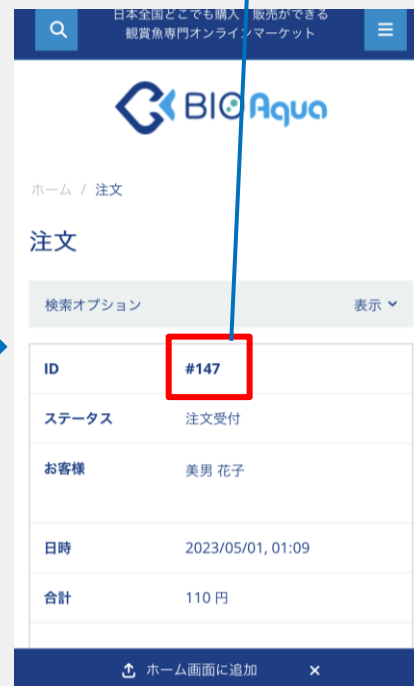 日本全国どこでも購入・販売ができる
観賞魚専門オンラインマーケット
BIO Aqua
ホーム / 注文
注文
検索オプション 表示
ID #147
ステータス 注文受付
お客様 美男 花子
日時 2023/05/01, 01:09
合計 110 円
ホーム画面に追加 ×